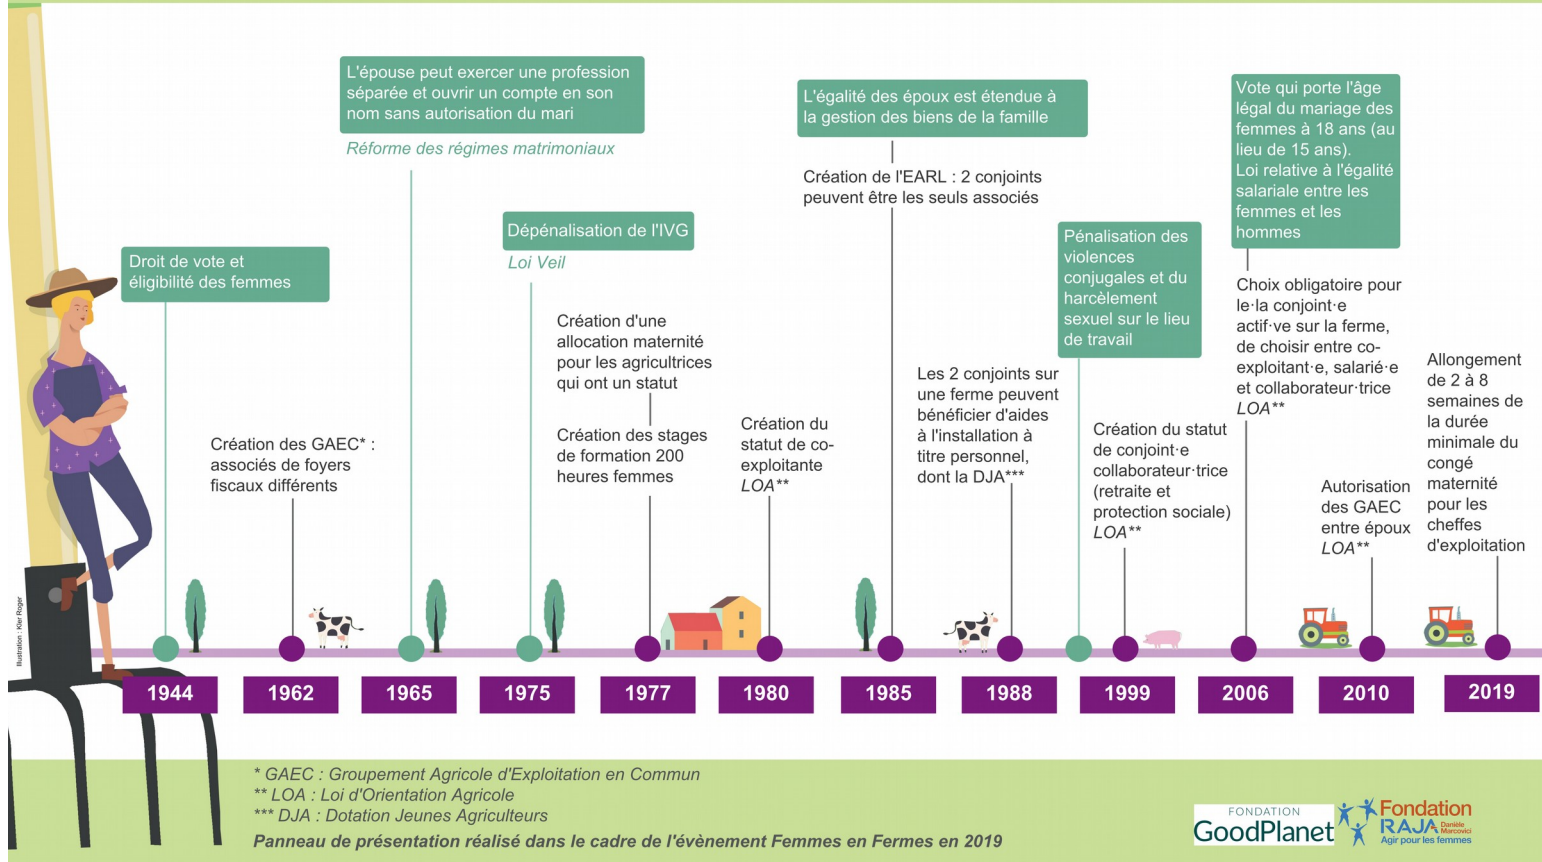 L'épouse peut exercer une profession
séparée et ouvrir un compte en son
nom sans autorisation du mari
Réforme des régimes matrimoniaux
L'égalité des époux est étendue à
la gestion des biens de la famille
Création de l'EARL : 2 conjoints
peuvent être les seuls associés
Vote qui porte l'âge
légal du mariage des
femmes à 18 ans (au
lieu de 15 ans).
Loi relative à l'égalité
salariale entre les
femmes et les
hommes
Droit de vote et
éligibilité des femmes
Dépénalisation de l'IVG
Loi Veil
Pénalisation des
violences
conjugales et du
harcèlement
sexuel sur le lieu
de travail
Choix obligatoire pour
le·la conjoint·e
actif·ve sur la ferme,
de choisir entre co-
exploitant·e, salarié·e
et collaborateur·trice
LOA**
Création des GAEC* :
associés de foyers
fiscaux différents
Création d'une
allocation maternité
pour les agricultrices
qui ont un statut
Création des stages
de formation 200
heures femmes
Création du
statut de co-
exploitante
LOA**
Les 2 conjoints sur
une ferme peuvent
bénéficier d'aides
à l'installation à
titre personnel,
dont la DJA***
Création du statut
de conjoint·e
collaborateur·trice
(retraite et
protection sociale)
LOA**
Autorisation
des GAEC
entre époux
LOA**
Allongement
de 2 à 8
semaines de
la durée
minimale du
congé
maternité
pour les
cheffes
d'exploitation
Illustration : Kler Roger
1944
1962
1965
1975
1977
1980
1985
1988
1999
2006
2010
2019
* GAEC : Groupement Agricole d'Exploitation en Commun
** LOA : Loi d'Orientation Agricole
*** DJA : Dotation Jeunes Agriculteurs
Panneau de présentation réalisé dans le cadre de l'évènement Femmes en Fermes en 2019
FONDATION
GoodPlanet
Fondation
RAJA Danièle Marcovici
Agir pour les femmes